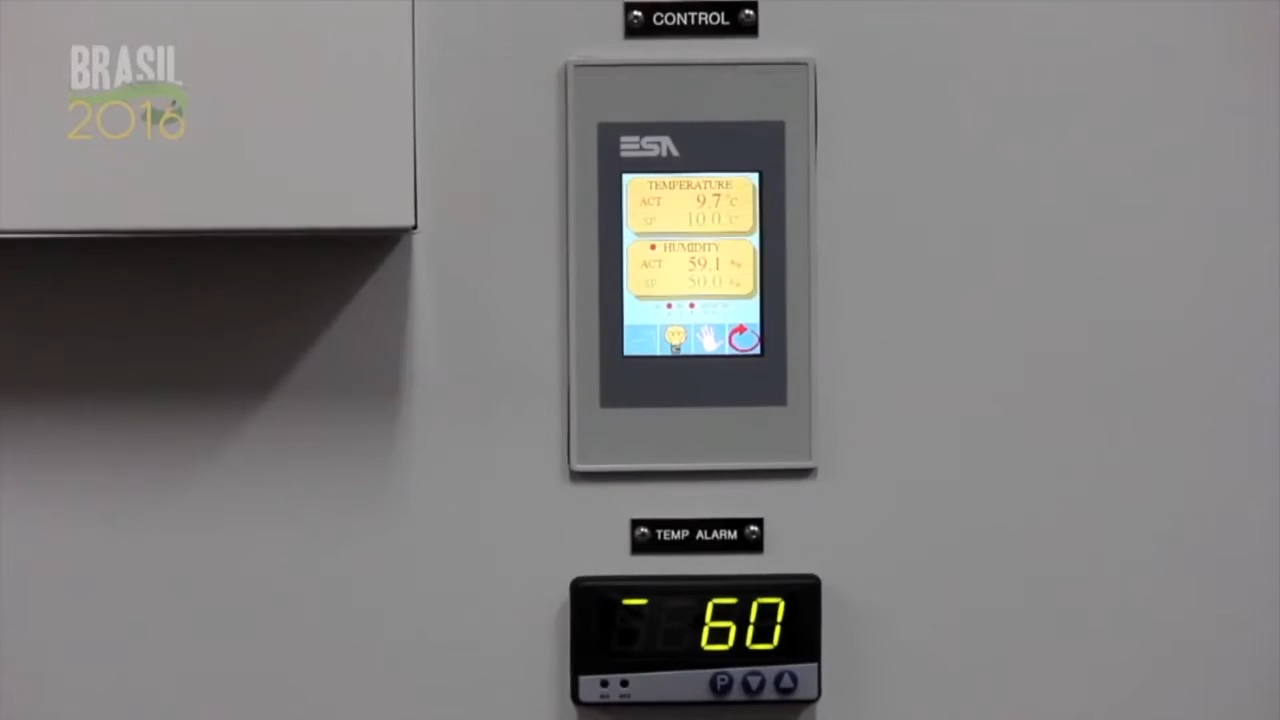 CONTROL
BRASIL
2016
ESA
TEMPERATURE
ACT 9.7 °C
SP 10.0 °C
HUMIDITY
ACT 59.1 %
SP 50.0 %
TEMP ALARM
60
P